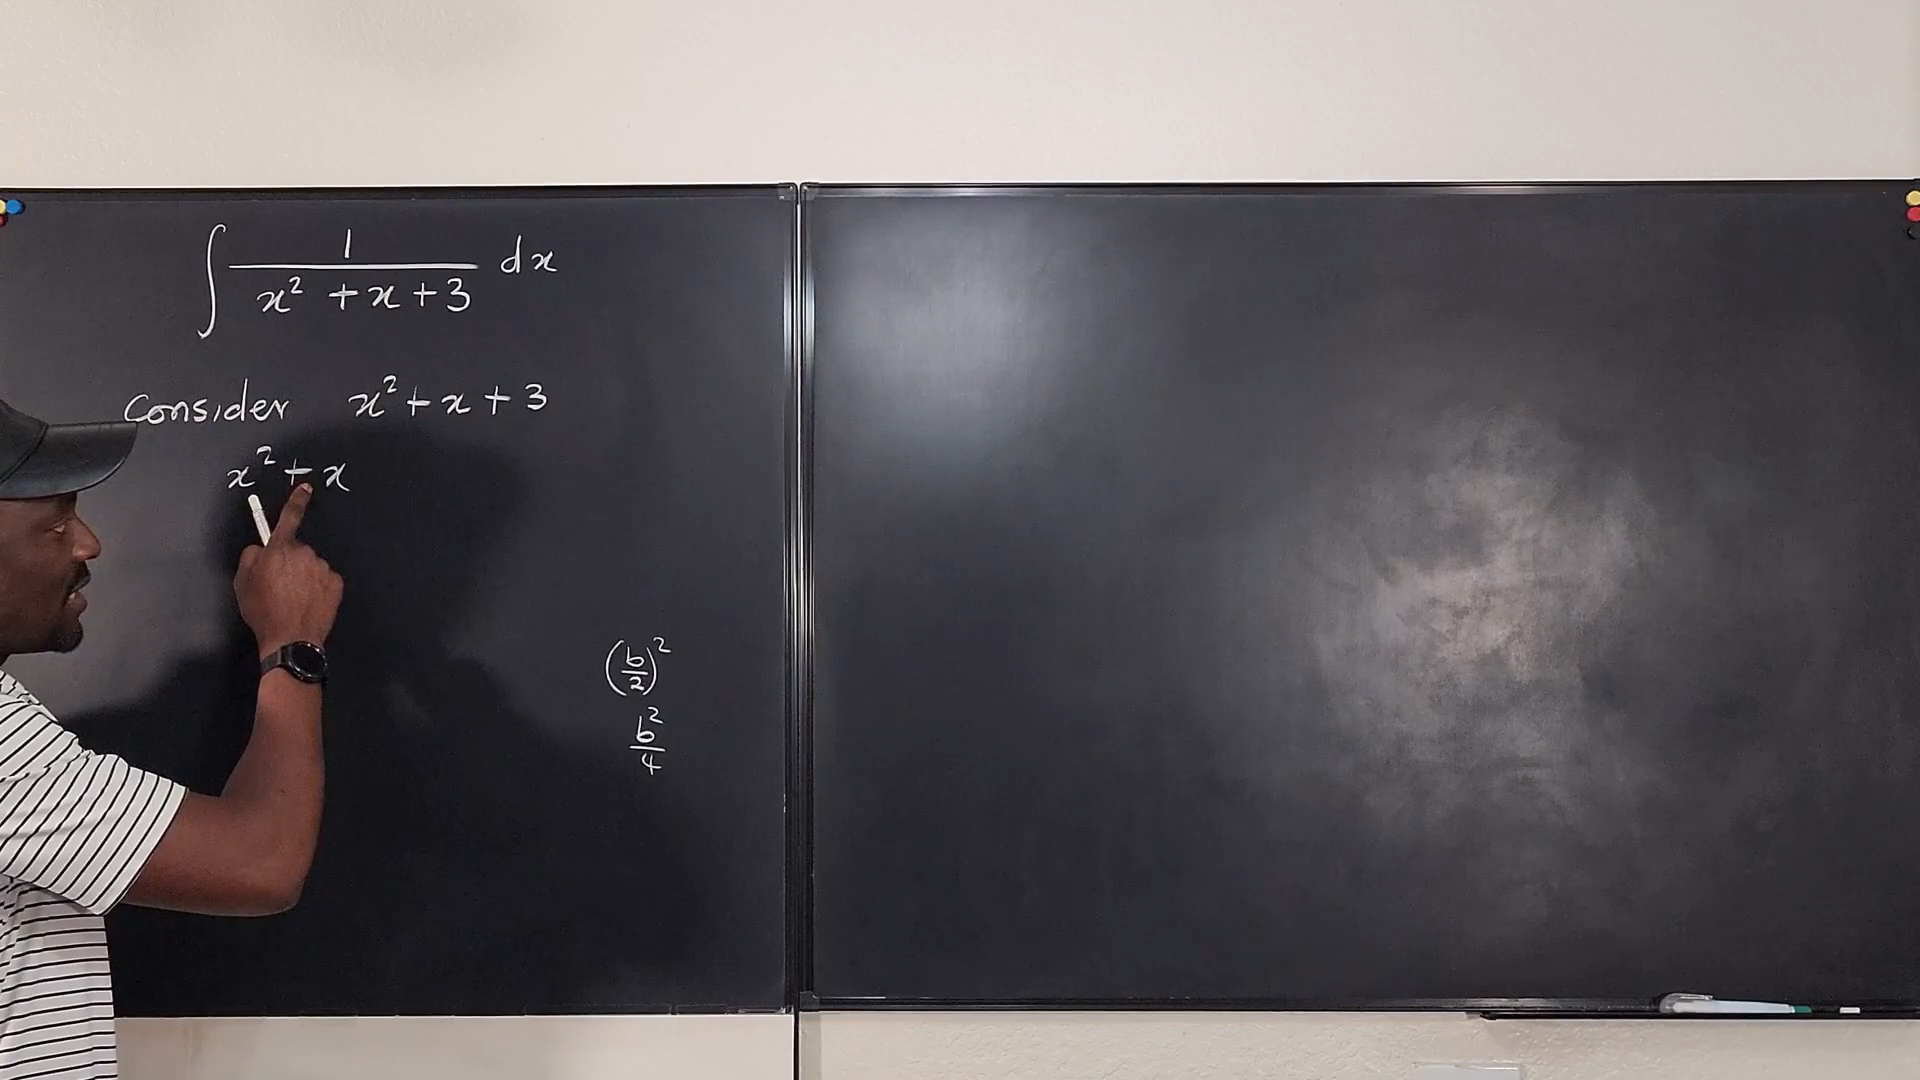 ∫ 1/(x² + x + 3) dx
Consider x² + x + 3
x² + x
(b/2)²
b²/4